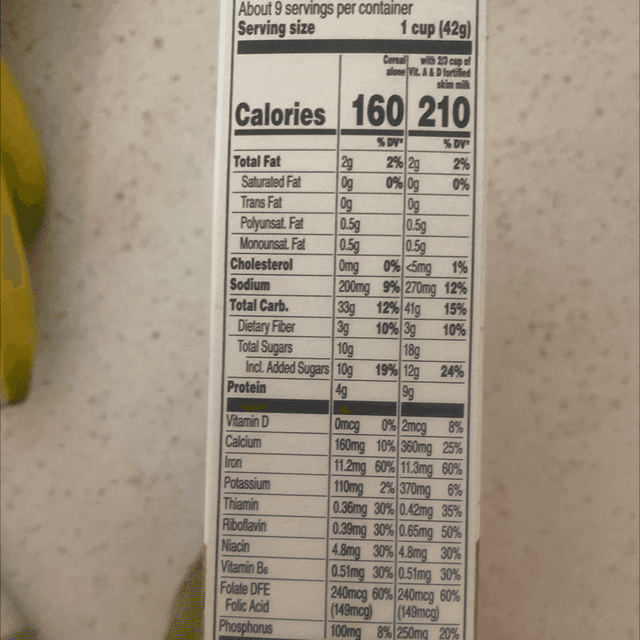 About 9 servings per container
Serving size 1 cup (42g)
Cereal alone with 2/3 cup of Vit. A & D fortified skim milk
Calories 160 210
% DV* % DV*
Total Fat 2g 2% 2g 2%
Saturated Fat 0g 0% 0g 0%
Trans Fat 0g 0g
Polyunsat. Fat 0.5g 0.5g
Monounsat. Fat 0.5g 0.5g
Cholesterol 0mg 0% <5mg 1%
Sodium 200mg 9% 270mg 12%
Total Carb. 33g 12% 41g 15%
Dietary Fiber 3g 10% 3g 10%
Total Sugars 10g 18g
Incl. Added Sugars 10g 19% 12g 24%
Protein 4g 9g
Vitamin D 0mcg 0% 2mcg 8%
Calcium 160mg 10% 360mg 25%
Iron 11.2mg 60% 11.3mg 60%
Potassium 110mg 2% 370mg 6%
Thiamin 0.36mg 30% 0.42mg 35%
Riboflavin 0.39mg 30% 0.65mg 50%
Niacin 4.8mg 30% 4.8mg 30%
Vitamin B6 0.51mg 30% 0.51mg 30%
Folate DFE 240mcg 60% 240mcg 60%
Folic Acid (149mcg) (149mcg)
Phosphorus 100mg 8% 250mg 20%